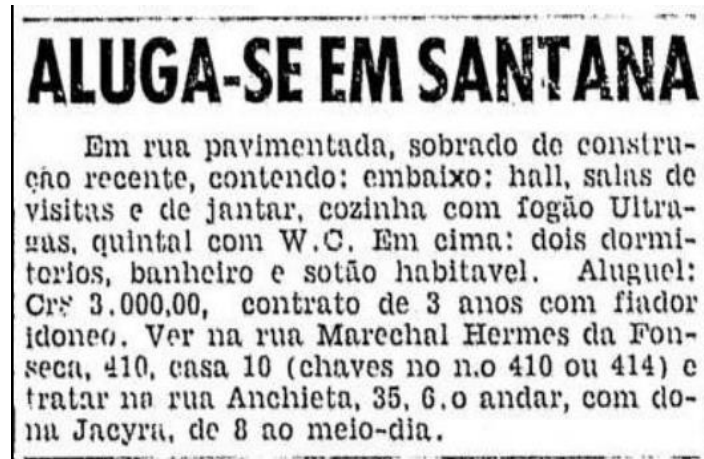 ALUGA-SE EM SANTANA
Em rua pavimentada, sobrado de constru-
ção recente, contendo: embaixo: hall, salas de
visitas e de jantar, cozinha com fogão Ultra-
gas, quintal com W.C. Em cima: dois dormi-
torios, banheiro e sotão habitavel. Aluguel:
Cr$ 3.000,00, contrato de 3 anos com fiador
idoneo. Ver na rua Marechal Hermes da Fon-
seca, 410, casa 10 (chaves no n.o 410 ou 414) e
tratar na rua Anchieta, 35, 6.o andar, com do-
na Jacyra, de 8 ao meio-dia.